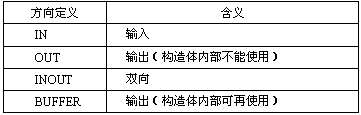 方向定义 含义
IN 输入
OUT 输出（构造体内部不能使用）
INOUT 双向
BUFFER 输出（构造体内部可再使用）